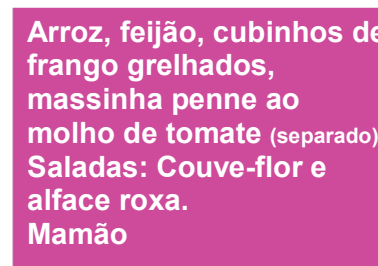 Arroz, feijão, cubinhos de
frango grelhados,
massinha penne ao
molho de tomate (separado)
Saladas: Couve-flor e
alface roxa.
Mamão